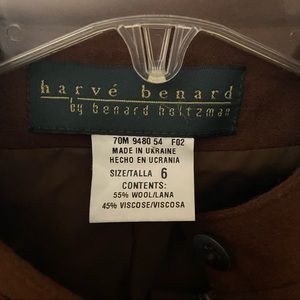 harvé benard
by benard holtzman
70M 9480 54 F02
MADE IN UKRAINE
HECHO EN UCRANIA
SIZE/TALLA 6
CONTENTS:
55% WOOL/LANA
45% VISCOSE/VISCOSA